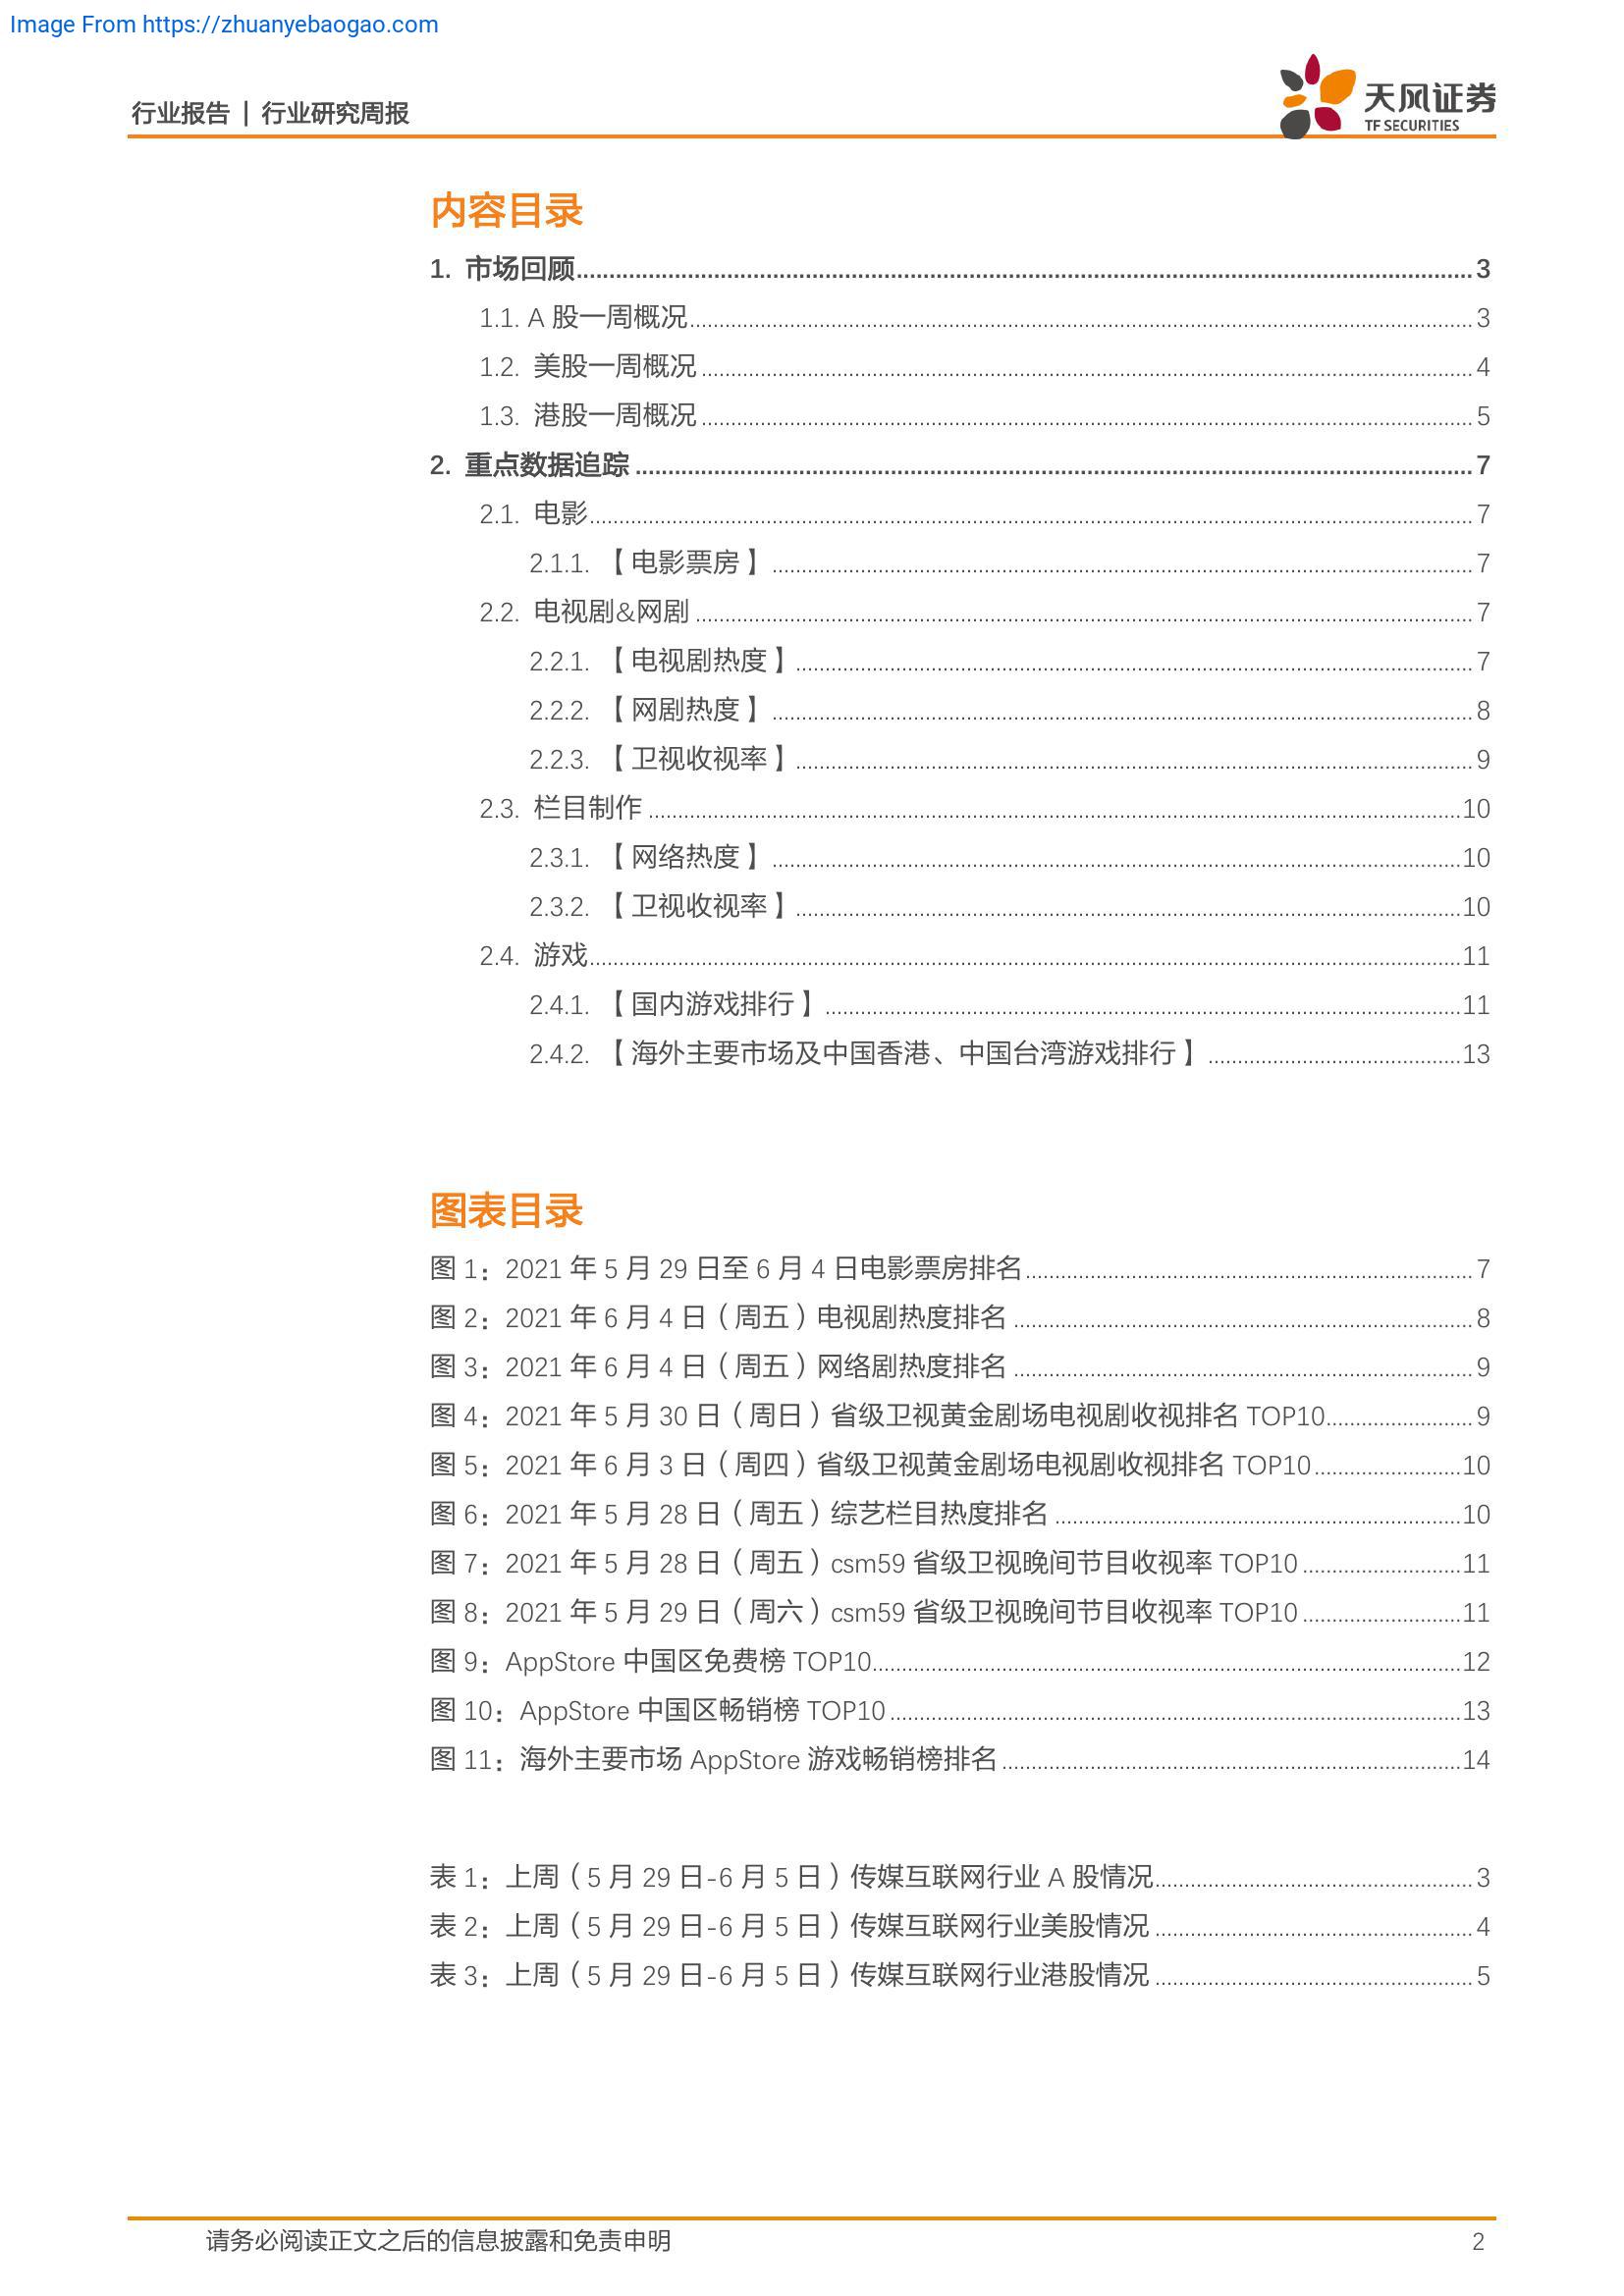 Image From https://zhuanyebaogao.com
行业报告 | 行业研究周报
天风证券
TF SECURITIES
内容目录
1. 市场回顾 3
1.1. A 股一周概况 3
1.2. 美股一周概况 4
1.3. 港股一周概况 5
2. 重点数据追踪 7
2.1. 电影 7
2.1.1. 【电影票房】 7
2.2. 电视剧&网剧 7
2.2.1. 【电视剧热度】 7
2.2.2. 【网剧热度】 8
2.2.3. 【卫视收视率】 9
2.3. 栏目制作 10
2.3.1. 【网络热度】 10
2.3.2. 【卫视收视率】 10
2.4. 游戏 11
2.4.1. 【国内游戏排行】 11
2.4.2. 【海外主要市场及中国香港、中国台湾游戏排行】 13
图表目录
图 1：2021 年 5 月 29 日至 6 月 4 日电影票房排名 7
图 2：2021 年 6 月 4 日（周五）电视剧热度排名 8
图 3：2021 年 6 月 4 日（周五）网络剧热度排名 9
图 4：2021 年 5 月 30 日（周日）省级卫视黄金剧场电视剧收视排名 TOP10 9
图 5：2021 年 6 月 3 日（周四）省级卫视黄金剧场电视剧收视排名 TOP10 10
图 6：2021 年 5 月 28 日（周五）综艺栏目热度排名 10
图 7：2021 年 5 月 28 日（周五）csm59 省级卫视晚间节目收视率 TOP10 11
图 8：2021 年 5 月 29 日（周六）csm59 省级卫视晚间节目收视率 TOP10 11
图 9：AppStore 中国区免费榜 TOP10 12
图 10：AppStore 中国区畅销榜 TOP10 13
图 11：海外主要市场 AppStore 游戏畅销榜排名 14
表 1：上周（5 月 29 日-6 月 5 日）传媒互联网行业 A 股情况 3
表 2：上周（5 月 29 日-6 月 5 日）传媒互联网行业美股情况 4
表 3：上周（5 月 29 日-6 月 5 日）传媒互联网行业港股情况 5
请务必阅读正文之后的信息披露和免责申明 2